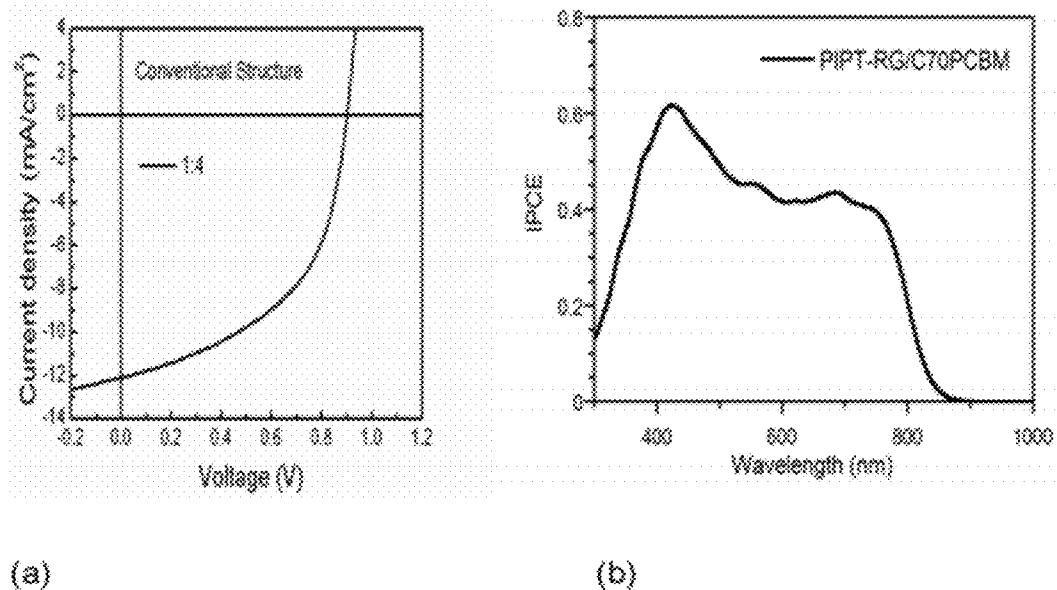 4
2
0
-2
-4
-6
-8
-10
-12
-14
Current density (mA/cm²)
Conventional Structure
1:4
-0.2 0.0 0.2 0.4 0.6 0.8 1.0 1.2
Voltage (V)
(a)
0.8
0.6
0.4
0.2
0
IPCE
PIPT-RG/C70PCBM
400 600 800 1000
Wavelength (nm)
(b)